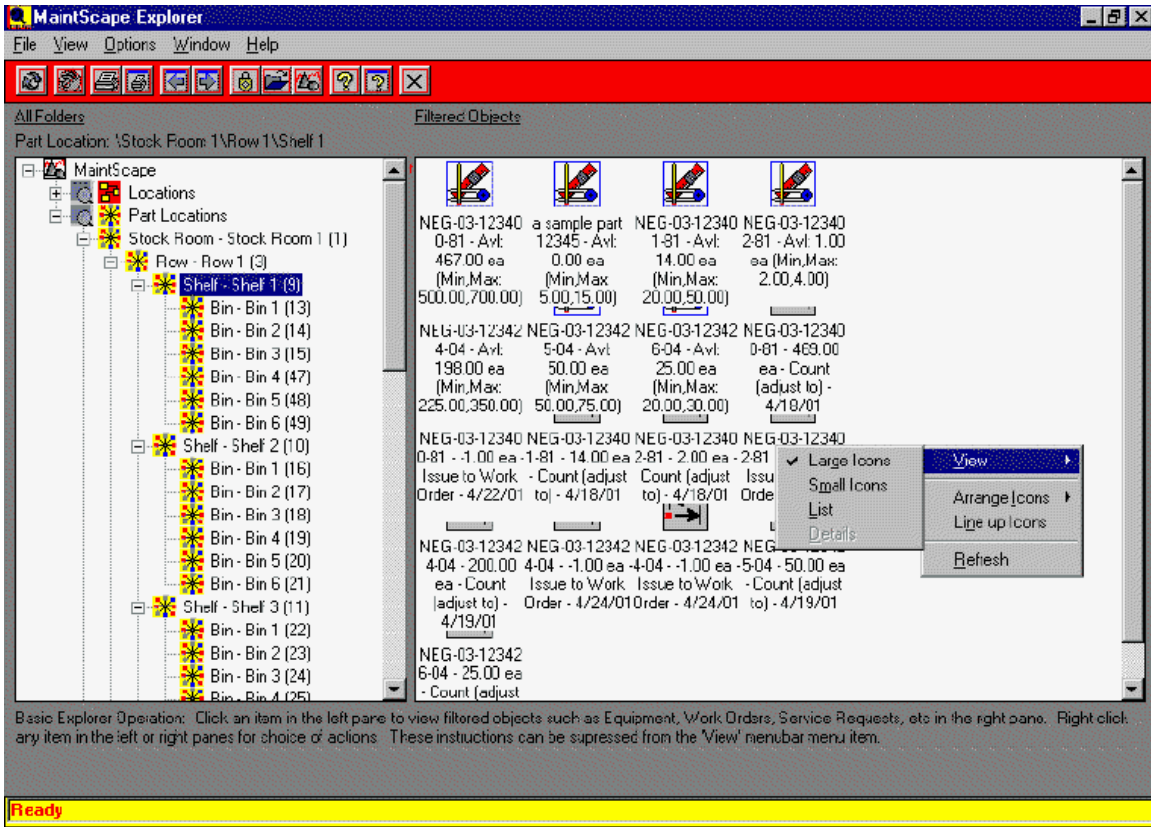 MaintScape Explorer
File View Options Window Help
All Folders
Part Location: \Stock Room 1\Row 1\Shelf 1
MaintScape
Locations
Part Locations
Stock Room - Stock Room 1 (1)
Row - Row 1 (3)
Shelf - Shelf 1 (9)
Bin - Bin 1 (13)
Bin - Bin 2 (14)
Bin - Bin 3 (15)
Bin - Bin 4 (47)
Bin - Bin 5 (48)
Bin - Bin 6 (49)
Shelf - Shelf 2 (10)
Bin - Bin 1 (16)
Bin - Bin 2 (17)
Bin - Bin 3 (18)
Bin - Bin 4 (19)
Bin - Bin 5 (20)
Bin - Bin 6 (21)
Shelf - Shelf 3 (11)
Bin - Bin 1 (22)
Bin - Bin 2 (23)
Bin - Bin 3 (24)
Bin - Bin 4 (25)
Filtered Objects
NEG-03-12340 a sample part NEG-03-12340 NEG-03-12340
0-81 - Avl: 12345 - Avl: 1-81 - Avl: 2-81 - Avl: 1.00
467.00 ea 0.00 ea 14.00 ea ea (Min,Max:
(Min,Max: (Min,Max (Min,Max: 2.00,4.00)
500.00,700.00) 5.00,15.00) 20.00,50.00)
NEG-03-12342 NEG-03-12342 NEG-03-12342 NEG-03-12340
4-04 - Avl: 5-04 - Avl: 6-04 - Avl: 0-81 - 469.00
198.00 ea 50.00 ea 25.00 ea ea - Count
(Min,Max: (Min,Max (Min,Max: (adjust to) -
225.00,350.00) 50.00,75.00) 20.00,30.00) 4/18/01
NEG-03-12340 NEG-03-12340 NEG-03-12340 NEG-03-12340
0-81 - -1.00 ea - 1-81 - 14.00 ea 2-81 - 2.00 ea - 2-81
Issue to Work - Count (adjust Count (adjust Issu
Order - 4/22/01 to) - 4/18/01 to) - 4/18/01 Orde
NEG-03-12342 NEG-03-12342 NEG-03-12342 NEG
4-04 - 200.00 4-04 - -1.00 ea - 4-04 - -1.00 ea - 5-04 - 50.00 ea
ea - Count Issue to Work Issue to Work - Count (adjust
(adjust to) - Order - 4/24/01 Order - 4/24/01 to) - 4/19/01
4/19/01
NEG-03-12342
6-04 - 25.00 ea
- Count (adjust
Large Icons
Small Icons
List
Details
View
Arrange Icons
Line up Icons
Refresh
Basic Explorer Operation: Click an item in the left pane to view filtered objects such as Equipment, Work Orders, Service Requests, etc in the right pane. Right click
any item in the left or right panes for choice of actions. These instructions can be supressed from the 'View' menubar menu item.
Ready